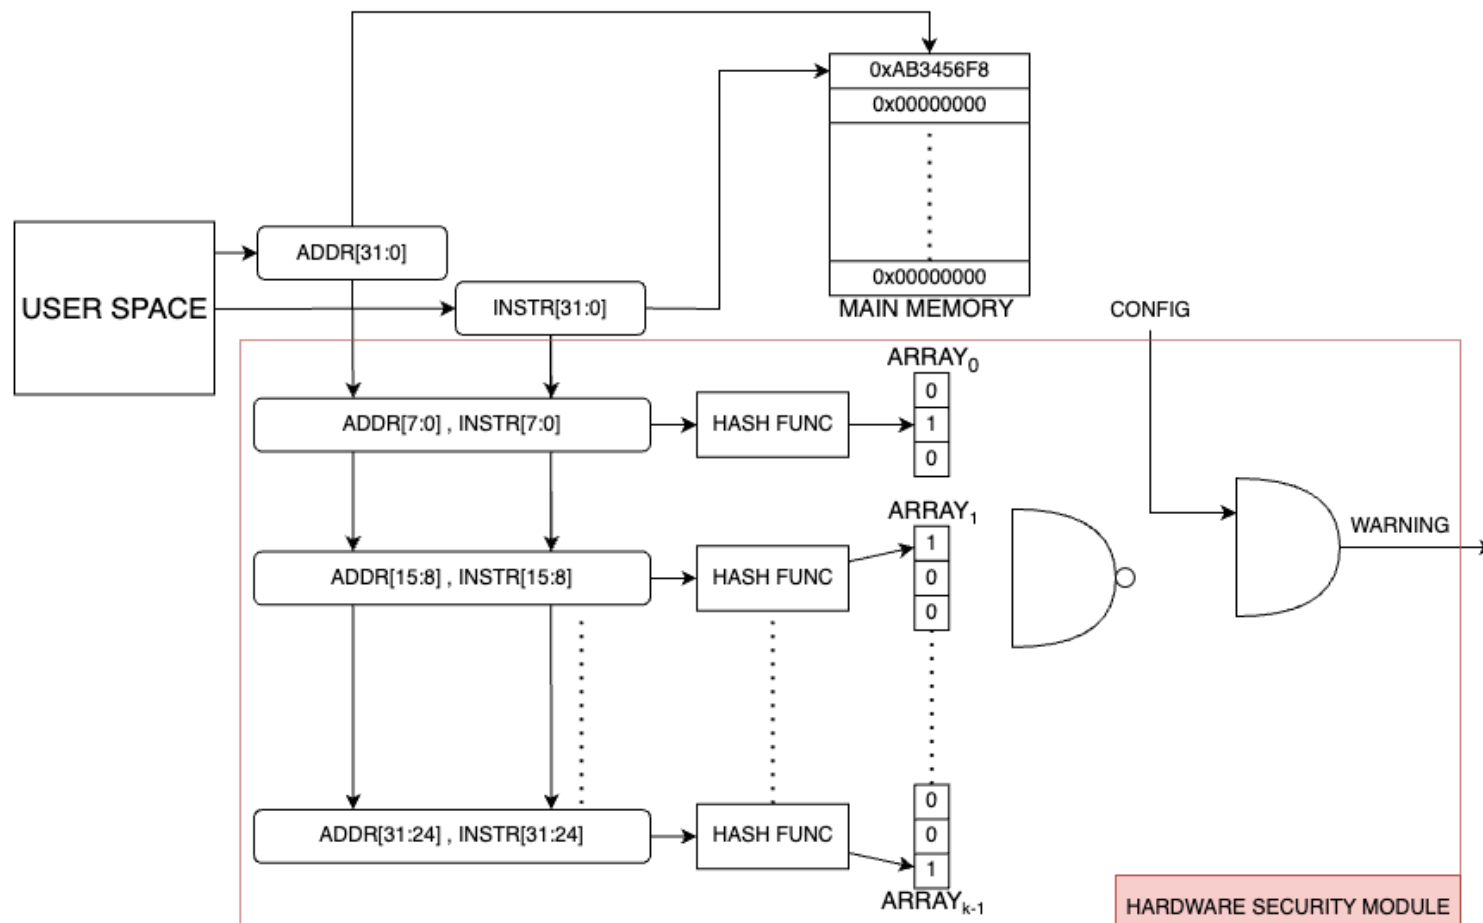 0xAB3456F8
0x00000000
0x00000000
MAIN MEMORY
ADDR[31:0]
USER SPACE
INSTR[31:0]
CONFIG
ARRAY0
0
1
0
ADDR[7:0] , INSTR[7:0]
HASH FUNC
ARRAY1
1
0
0
ADDR[15:8] , INSTR[15:8]
HASH FUNC
WARNING
0
0
1
ADDR[31:24] , INSTR[31:24]
HASH FUNC
ARRAYk-1
HARDWARE SECURITY MODULE